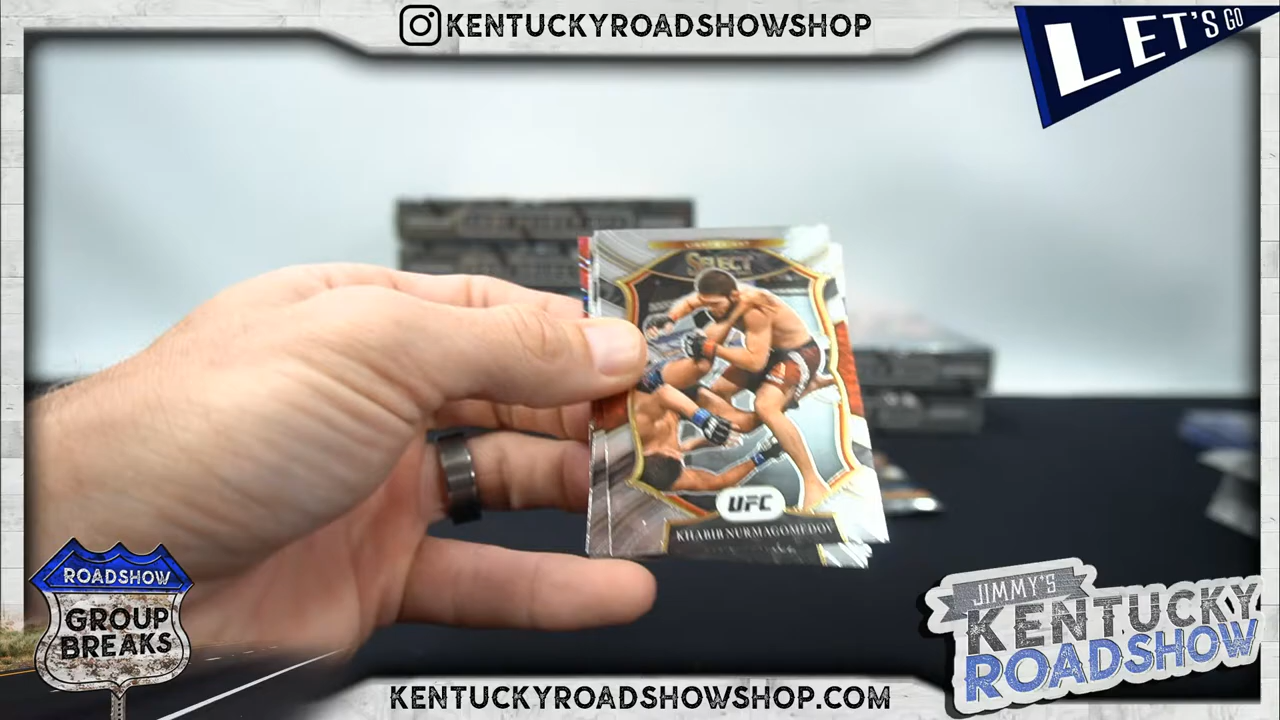 KENTUCKYROADSHOWSHOP
LET'S GO
SELECT
UFC
KHABIB NURMAGOMEDOV
ROADSHOW
GROUP
BREAKS
JIMMY'S
KENTUCKY
ROADSHOW
KENTUCKYROADSHOWSHOP.COM